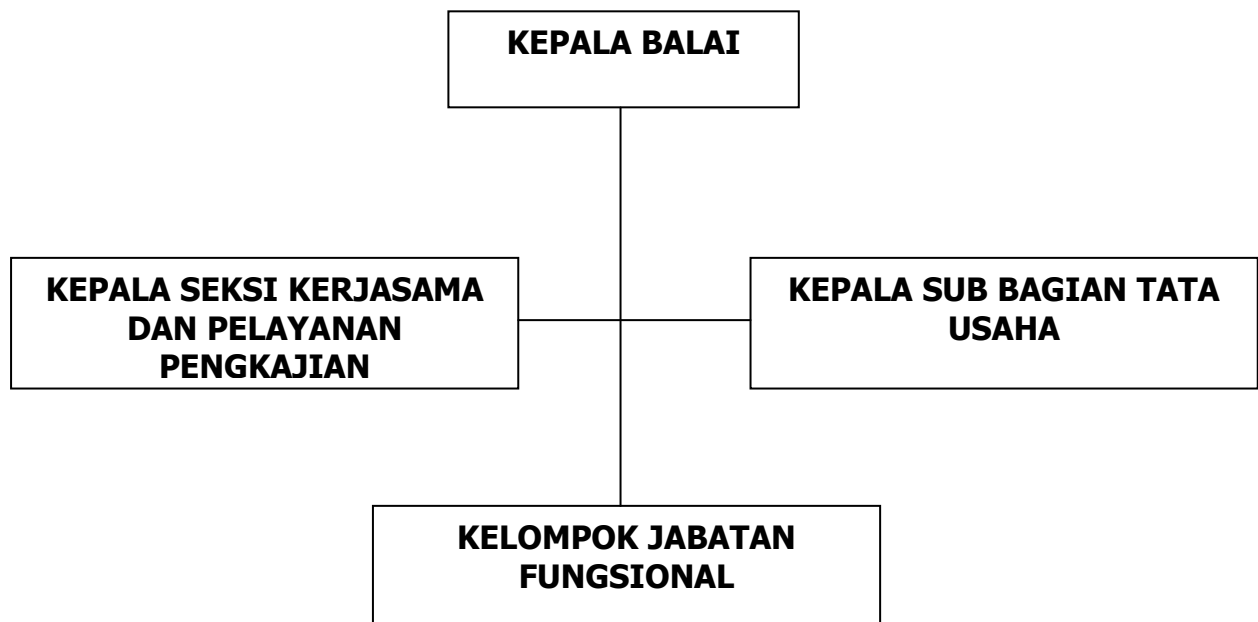 KEPALA BALAI
KEPALA SEKSI KERJASAMA
DAN PELAYANAN
PENGKAJIAN
KEPALA SUB BAGIAN TATA
USAHA
KELOMPOK JABATAN
FUNGSIONAL